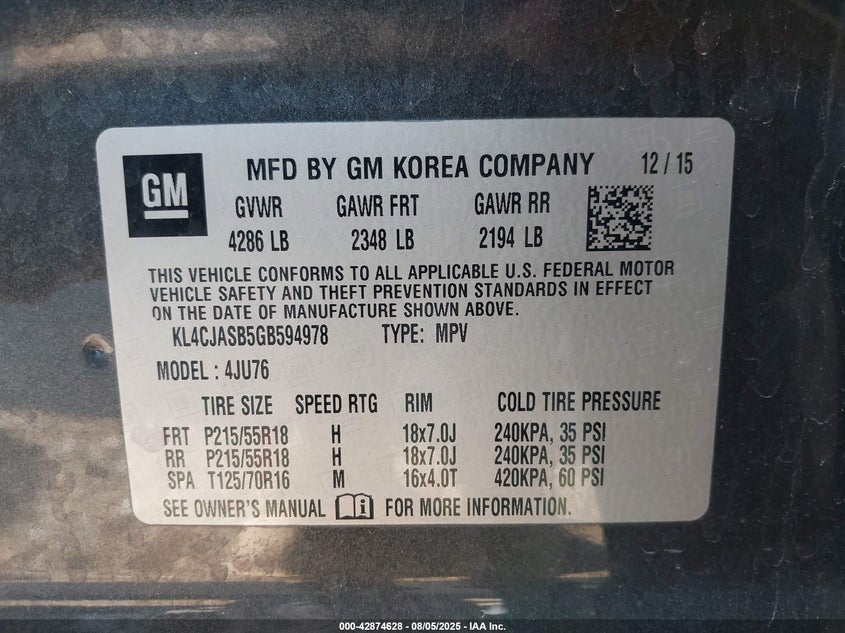 GM
MFD BY GM KOREA COMPANY 12 / 15
GVWR GAWR FRT GAWR RR
4286 LB 2348 LB 2194 LB
THIS VEHICLE CONFORMS TO ALL APPLICABLE U.S. FEDERAL MOTOR
VEHICLE SAFETY AND THEFT PREVENTION STANDARDS IN EFFECT
ON THE DATE OF MANUFACTURE SHOWN ABOVE.
KL4CJASB5GB594978 TYPE: MPV
MODEL : 4JU76
TIRE SIZE SPEED RTG RIM COLD TIRE PRESSURE
FRT P215/55R18 H 18x7.0J 240KPA, 35 PSI
RR P215/55R18 H 18x7.0J 240KPA, 35 PSI
SPA T125/70R16 M 16x4.0T 420KPA, 60 PSI
SEE OWNER'S MANUAL i FOR MORE INFORMATION.
000-42874628 - 08/05/2025 - IAA Inc.